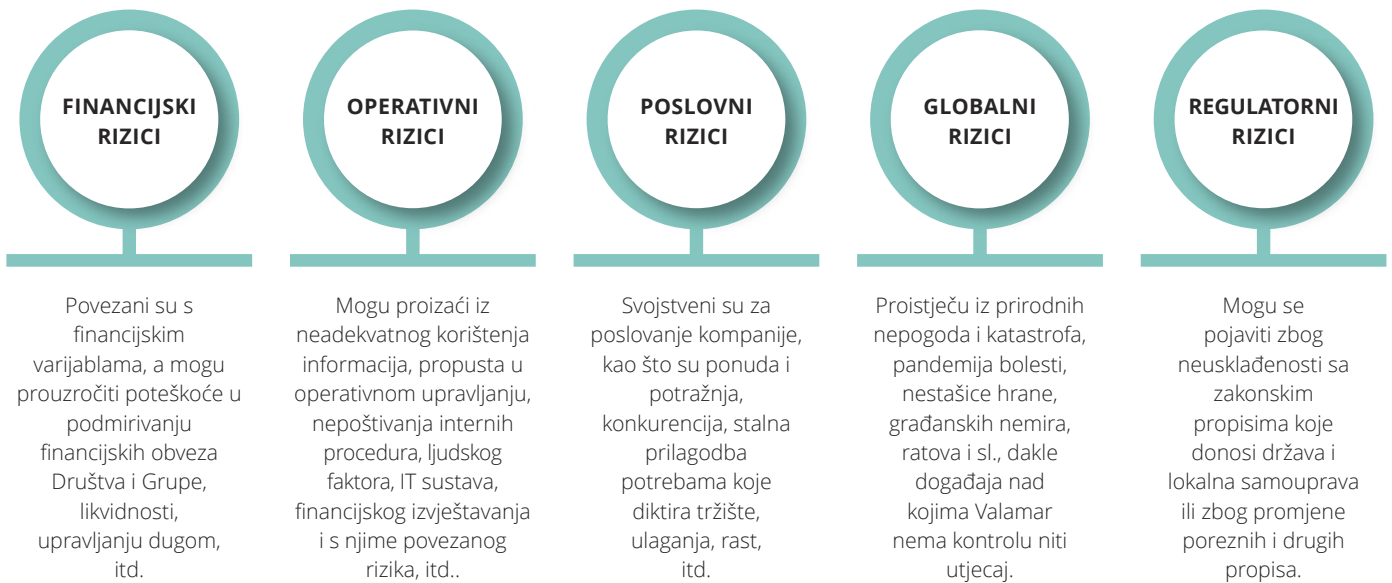 FINANCIJSKI
RIZICI
Povezani su s
financijskim
varijablama, a mogu
prouzročiti poteškoće u
podmirivanju
financijskih obveza
Društva i Grupe,
likvidnosti,
upravljanju dugom,
itd.
OPERATIVNI
RIZICI
Mogu proizaći iz
neadekvatnog korištenja
informacija, propusta u
operativnom upravljanju,
nepoštivanja internih
procedura, ljudskog
faktora, IT sustava,
financijskog izvještavanja
i s njime povezanog
rizika, itd..
POSLOVNI
RIZICI
Svojstveni su za
poslovanje kompanije,
kao što su ponuda i
potražnja,
konkurencija, stalna
prilagodba
potrebama koje
diktira tržište,
ulaganja, rast,
itd.
GLOBALNI
RIZICI
Proistječu iz prirodnih
nepogoda i katastrofa,
pandemija bolesti,
nestašice hrane,
građanskih nemira,
ratova i sl., dakle
događaja nad
kojima Valamar
nema kontrolu niti
utjecaj.
REGULATORNI
RIZICI
Mogu se
pojaviti zbog
neusklađenosti sa
zakonskim
propisima koje
donosi država i
lokalna samouprava
ili zbog promjene
poreznih i drugih
propisa.